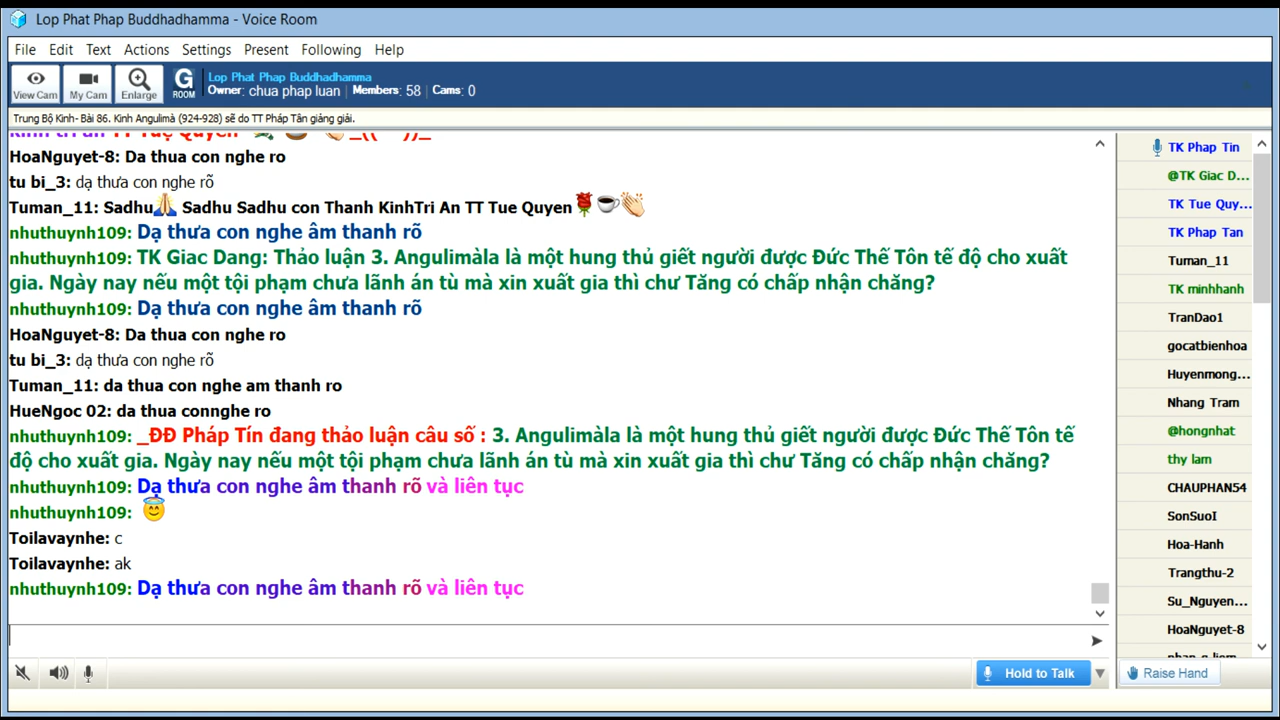 Lop Phat Phap Buddhadhamma - Voice Room
File Edit Text Actions Settings Present Following Help
View Cam My Cam Enlarge G ROOM
Lop Phat Phap Buddhadhamma
Owner: chua phap luan | Members: 58 | Cams: 0
Trung Bộ Kinh- Bài 86. Kinh Angulimà (924-928) sẽ do TT Pháp Tân giảng giải.
HoaNguyet-8: Da thua con nghe ro
tu bi_3: dạ thưa con nghe rõ
Tuman_11: Sadhu🙏 Sadhu Sadhu con Thanh KinhTri An TT Tue Quyen🌹☕👏
nhuthuynh109: Dạ thưa con nghe âm thanh rõ
nhuthuynh109: TK Giac Dang: Thảo luận 3. Angulimàla là một hung thủ giết người được Đức Thế Tôn tế độ cho xuất
gia. Ngày nay nếu một tội phạm chưa lãnh án tù mà xin xuất gia thì chư Tăng có chấp nhận chăng?
nhuthuynh109: Dạ thưa con nghe âm thanh rõ
HoaNguyet-8: Da thua con nghe ro
tu bi_3: dạ thưa con nghe rõ
Tuman_11: da thua con nghe am thanh ro
HueNgoc 02: da thua connghe ro
nhuthuynh109: _ĐĐ Pháp Tín đang thảo luận câu số : 3. Angulimàla là một hung thủ giết người được Đức Thế Tôn tế
độ cho xuất gia. Ngày nay nếu một tội phạm chưa lãnh án tù mà xin xuất gia thì chư Tăng có chấp nhận chăng?
nhuthuynh109: Dạ thưa con nghe âm thanh rõ và liên tục
nhuthuynh109: 😇
Toilavaynhe: c
Toilavaynhe: ak
nhuthuynh109: Dạ thưa con nghe âm thanh rõ và liên tục
TK Phap Tin
@TK Giac D...
TK Tue Quy...
TK Phap Tan
Tuman_11
TK minhhanh
TranDao1
gocatbienhoa
Huyenmong...
Nhang Tram
@hongnhat
thy lam
CHAUPHAN54
SonSuoI
Hoa-Hanh
Trangthu-2
Su_Nguyen...
HoaNguyet-8
Hold to Talk
Raise Hand